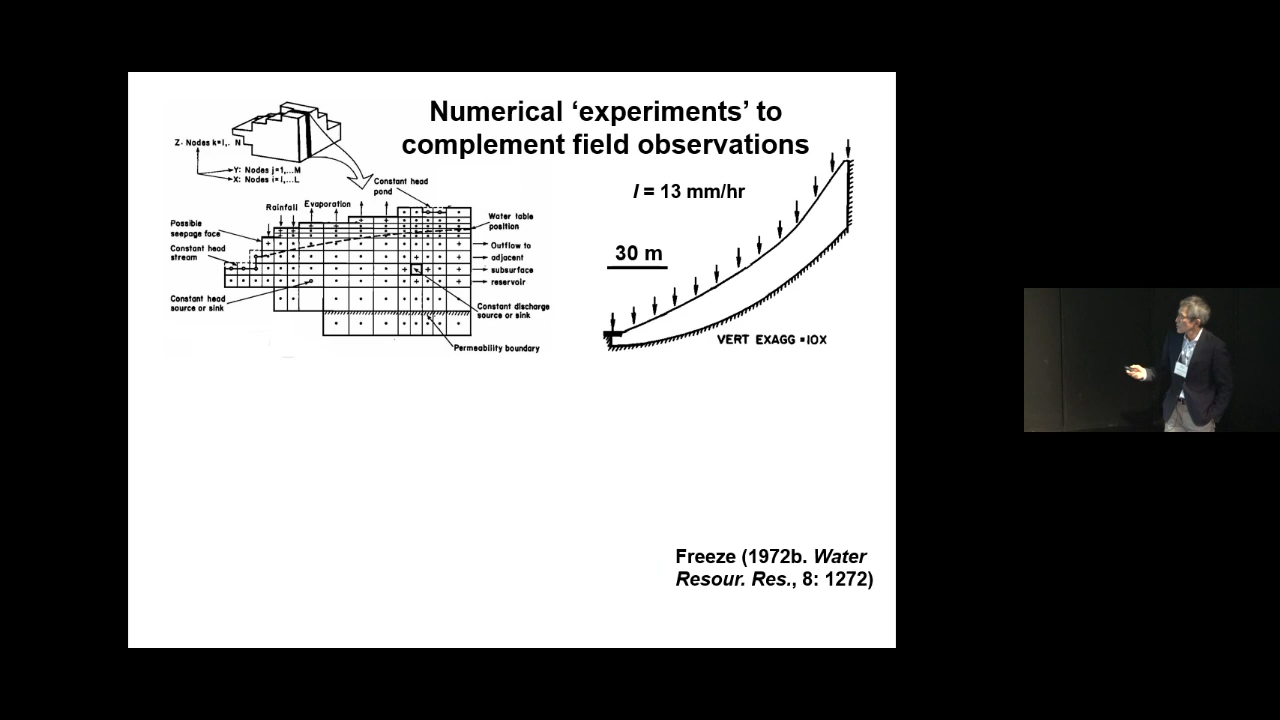 Numerical ‘experiments’ to
complement field observations
Z: Nodes k=1,.. N
Y: Nodes j=1,...M
X: Nodes i=1,...L
Constant head
pond
Rainfall
Evaporation
Possible
seepage face
Water table
position
Constant head
stream
Outflow to
adjacent
subsurface
reservoir
Constant head
source or sink
Constant discharge
source or sink
Permeability boundary
I = 13 mm/hr
30 m
VERT EXAGG =10X
Freeze (1972b. Water
Resour. Res., 8: 1272)